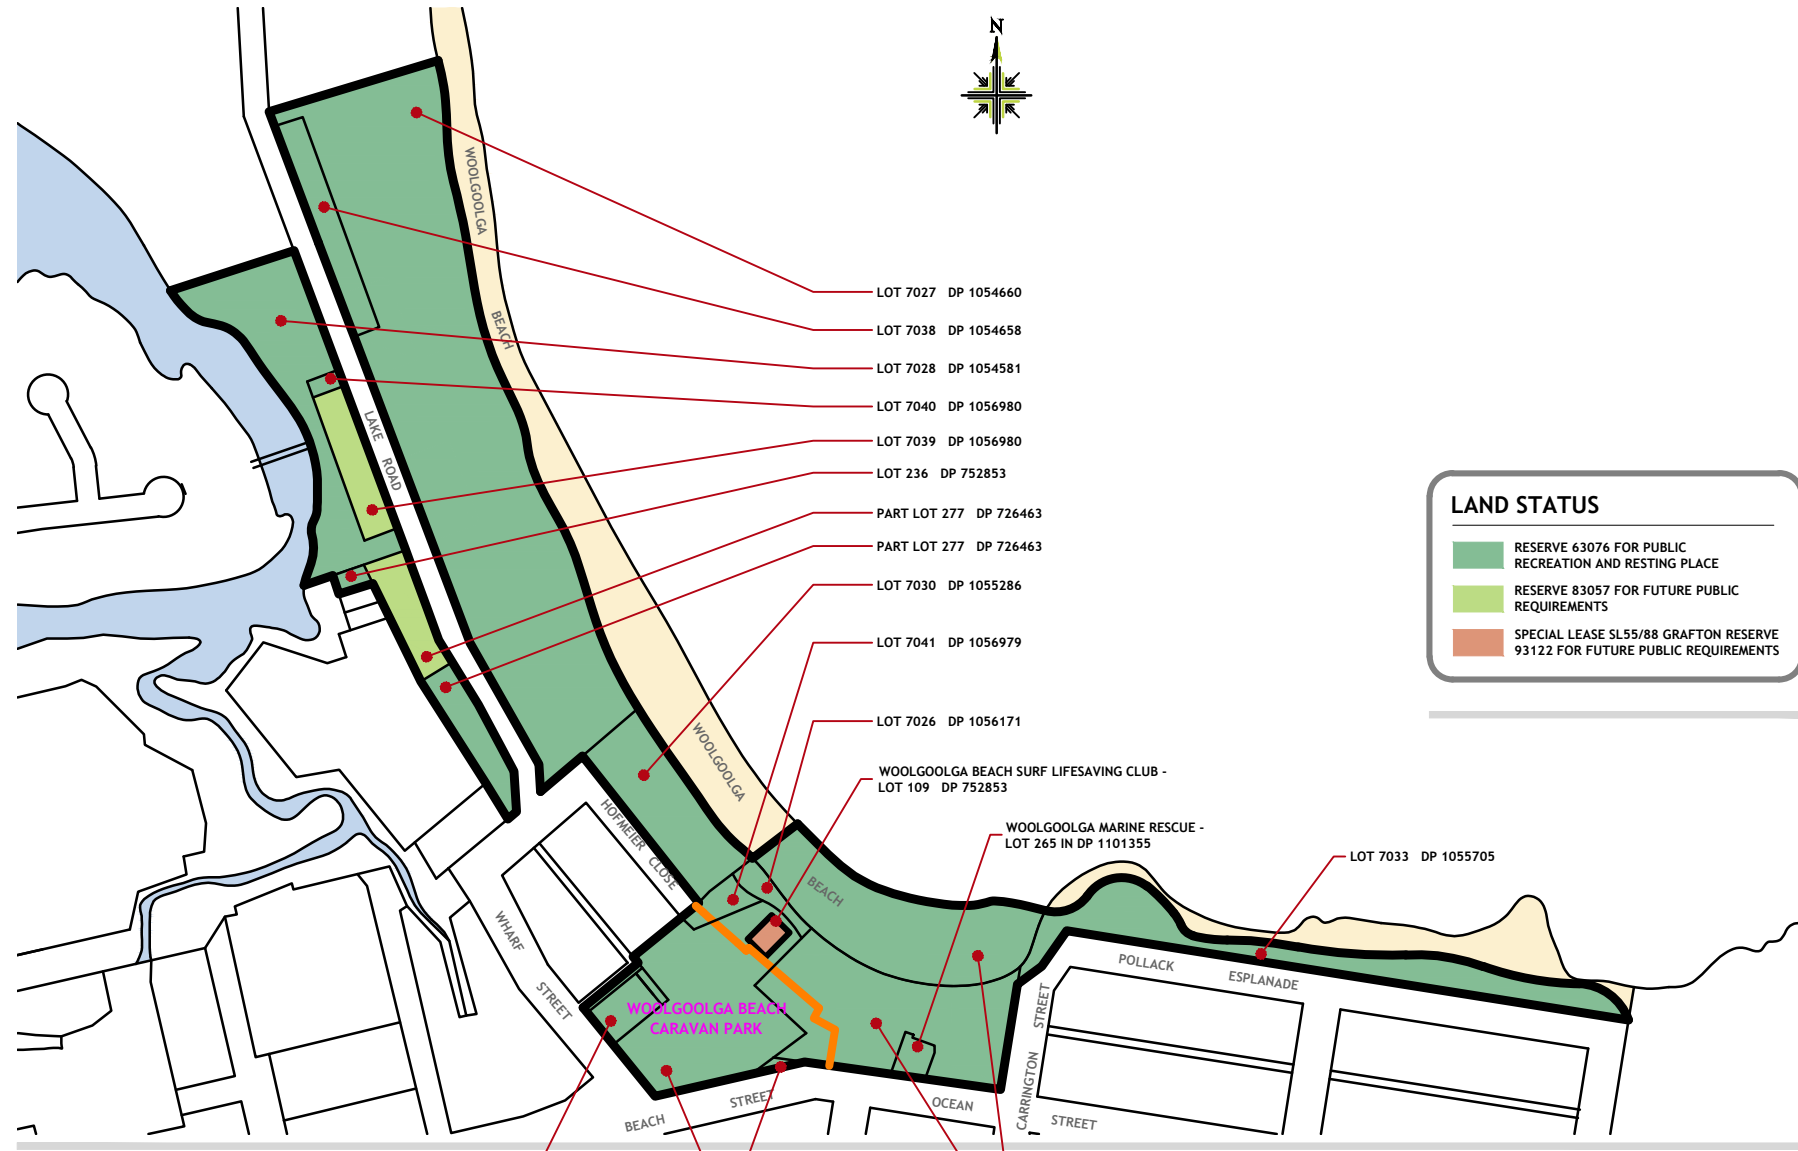 N
WOOLGOOLGA
BEACH
LOT 7027 DP 1054660
LOT 7038 DP 1054658
LOT 7028 DP 1054581
LOT 7040 DP 1056980
LOT 7039 DP 1056980
LOT 236 DP 752853
PART LOT 277 DP 726463
PART LOT 277 DP 726463
LOT 7030 DP 1055286
LOT 7041 DP 1056979
LOT 7026 DP 1056171
WOOLGOOLGA BEACH SURF LIFESAVING CLUB -
LOT 109 DP 752853
WOOLGOOLGA MARINE RESCUE -
LOT 265 IN DP 1101355
LOT 7033 DP 1055705
LAND STATUS
RESERVE 63076 FOR PUBLIC
RECREATION AND RESTING PLACE
RESERVE 83057 FOR FUTURE PUBLIC
REQUIREMENTS
SPECIAL LEASE SL55/88 GRAFTON RESERVE
93122 FOR FUTURE PUBLIC REQUIREMENTS
LAKE ROAD
WOOLGOOLGA
BEACH
HOFMEIER CLOSE
WHARF
STREET
WOOLGOOLGA BEACH
CARAVAN PARK
POLLACK ESPLANADE
CARRINGTON STREET
BEACH STREET
OCEAN STREET